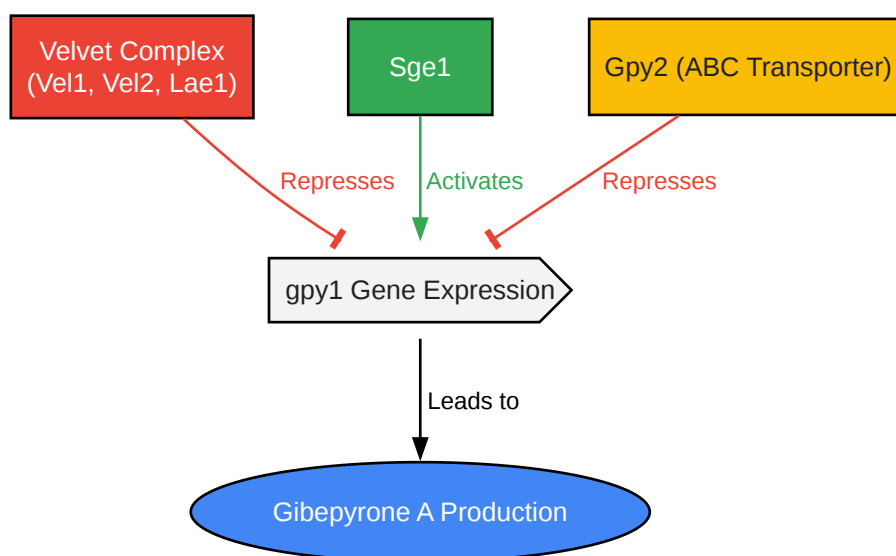 Velvet Complex
(Vel1, Vel2, Lae1)
Sge1
Gpy2 (ABC Transporter)
Represses
Activates
Represses
gpy1 Gene Expression
Leads to
Gibepyrone A Production